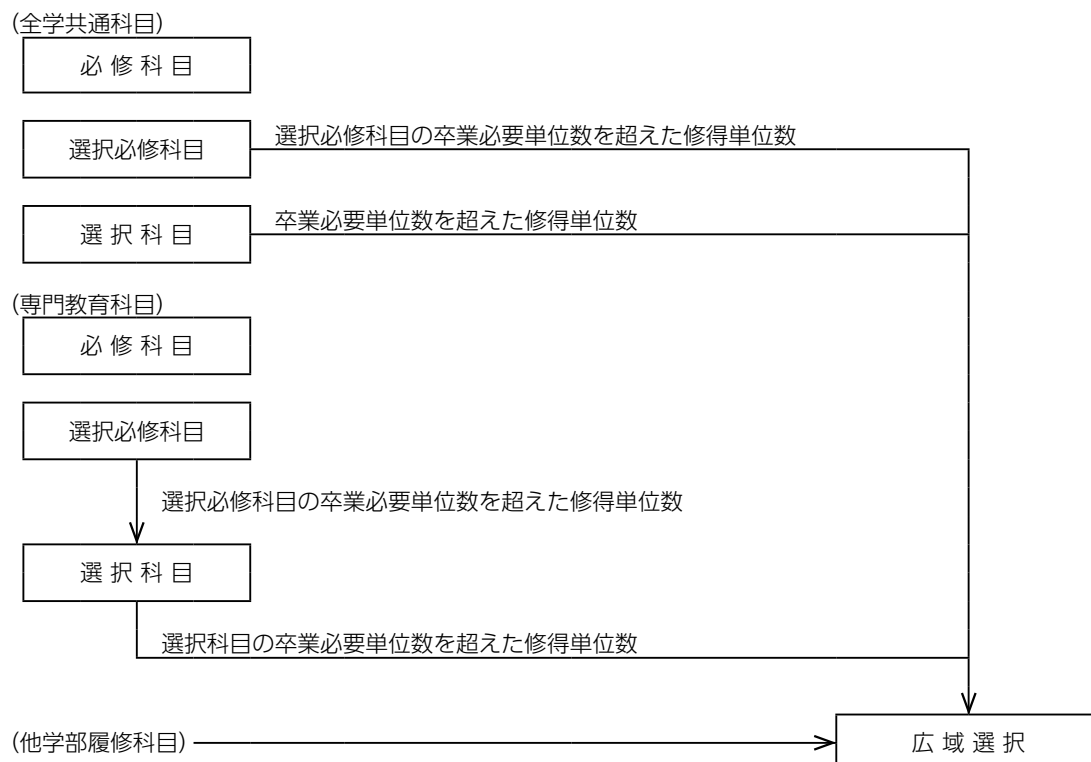 (全学共通科目)
必修科目
選択必修科目
選択必修科目の卒業必要単位数を超えた修得単位数
選択科目
卒業必要単位数を超えた修得単位数
(専門教育科目)
必修科目
選択必修科目
選択必修科目の卒業必要単位数を超えた修得単位数
選択科目
選択科目の卒業必要単位数を超えた修得単位数
(他学部履修科目)
広域選択